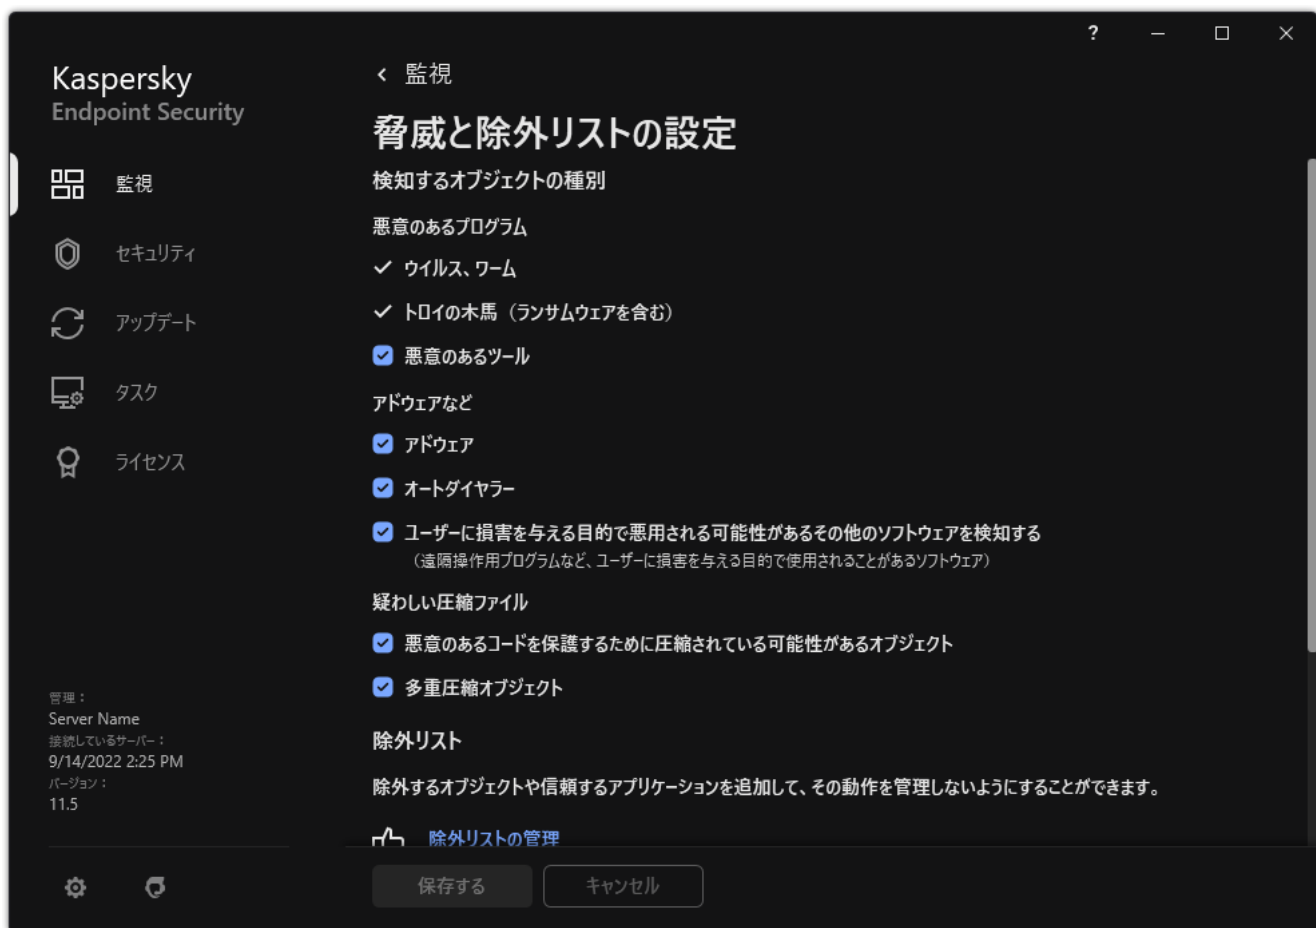 ?
Kaspersky
Endpoint Security
監視
セキュリティ
アップデート
タスク
ライセンス
管理：
Server Name
接続しているサーバー：
9/14/2022 2:25 PM
バージョン：
11.5
監視
脅威と除外リストの設定
検知するオブジェクトの種別
悪意のあるプログラム
ウイルス、ワーム
トロイの木馬（ランサムウェアを含む）
悪意のあるツール
アドウェアなど
アドウェア
オートダイヤラー
ユーザーに損害を与える目的で悪用される可能性があるその他のソフトウェアを検知する
（遠隔操作用プログラムなど、ユーザーに損害を与える目的で使用されることがあるソフトウェア）
疑わしい圧縮ファイル
悪意のあるコードを保護するために圧縮されている可能性があるオブジェクト
多重圧縮オブジェクト
除外リスト
除外するオブジェクトや信頼するアプリケーションを追加して、その動作を管理しないようにすることができます。
除外リストの管理
保存する
キャンセル